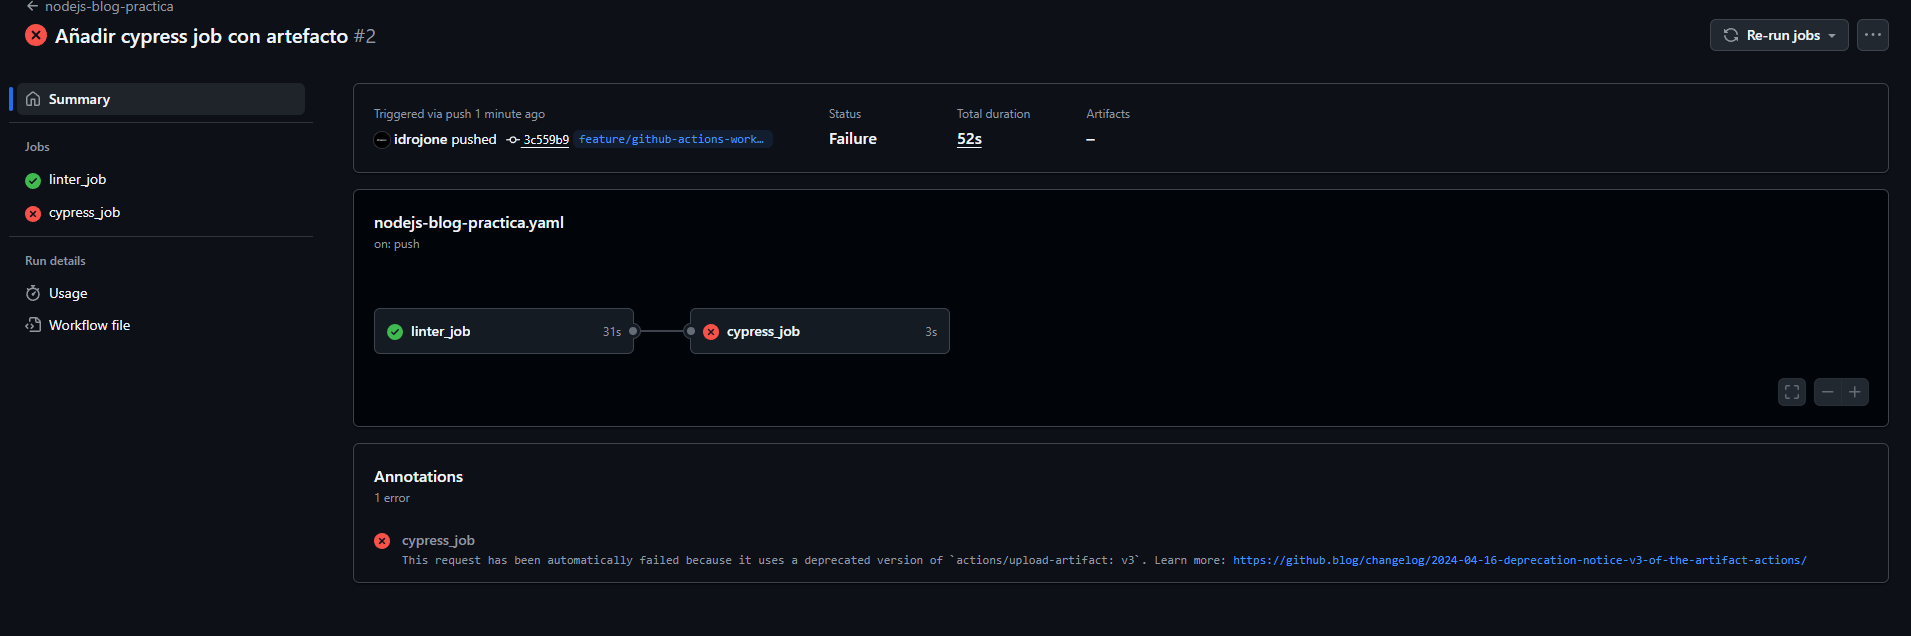 nodejs-blog-practica
Añadir cypress job con artefacto #2
Re-run jobs
Summary
Jobs
linter_job
cypress_job
Run details
Usage
Workflow file
Triggered via push 1 minute ago
idrojone pushed 3c559b9 feature/github-actions-work…
Status
Failure
Total duration
52s
Artifacts
–
nodejs-blog-practica.yaml
on: push
linter_job 31s
cypress_job 3s
Annotations
1 error
cypress_job
This request has been automatically failed because it uses a deprecated version of `actions/upload-artifact: v3`. Learn more: https://github.blog/changelog/2024-04-16-deprecation-notice-v3-of-the-artifact-actions/